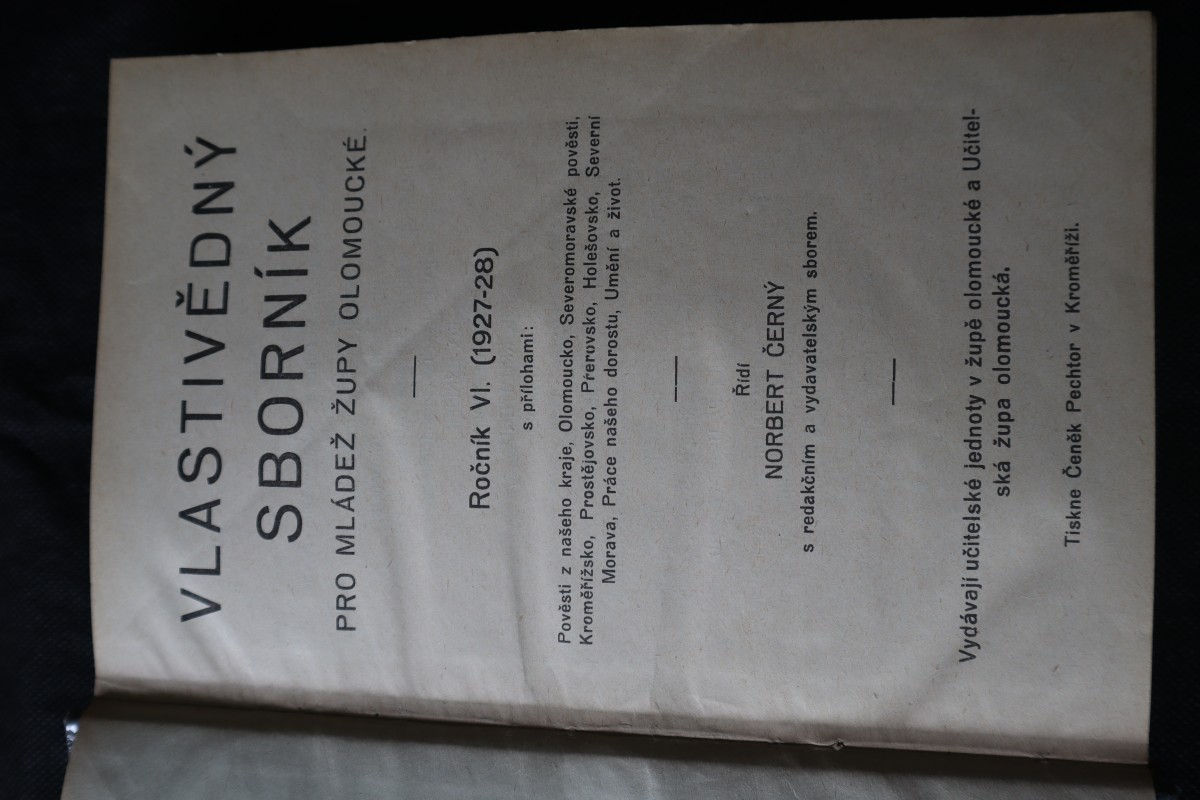 VLASTIVĚDNÝ
SBORNÍK
PRO MLÁDEŽ ŽUPY OLOMOUCKÉ.
Ročník VI. (1927-28)
s přílohami:
Pověsti z našeho kraje, Olomoucko, Severomoravské pověsti,
Kroměřížsko, Prostějovsko, Přerovsko, Holešovsko, Severní
Morava, Práce našeho dorostu, Umění a život.
Řídí
NORBERT ČERNÝ
s redakčním a vydavatelským sborem.
Vydávají učitelské jednoty v župě olomoucké a Učitel-
ská župa olomoucká.
Tiskne Čeněk Pechtor v Kroměříži.